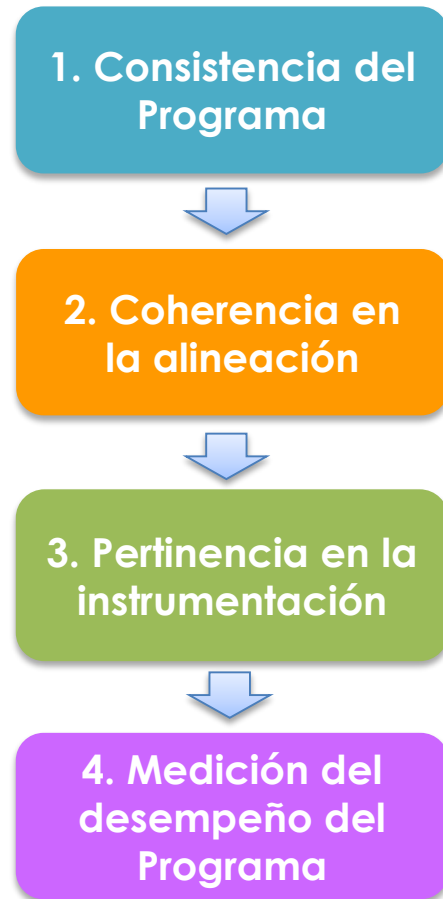 1. Consistencia del
Programa
2. Coherencia en
la alineación
3. Pertinencia en la
instrumentación
4. Medición del
desempeño del
Programa